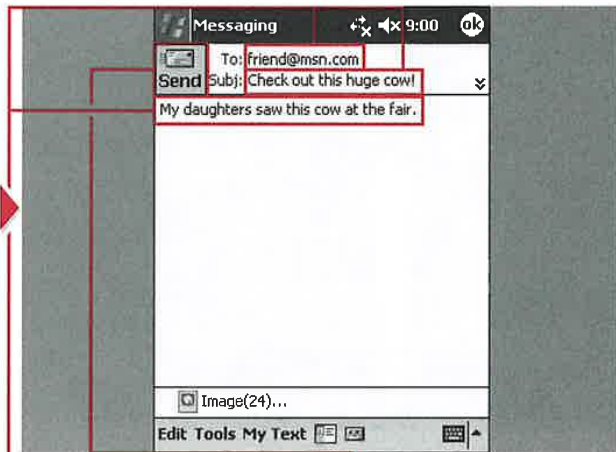 Messaging 9:00 ok
To: friend@msn.com
Send Subj: Check out this huge cow!
My daughters saw this cow at the fair.
Image(24)...
Edit Tools My Text